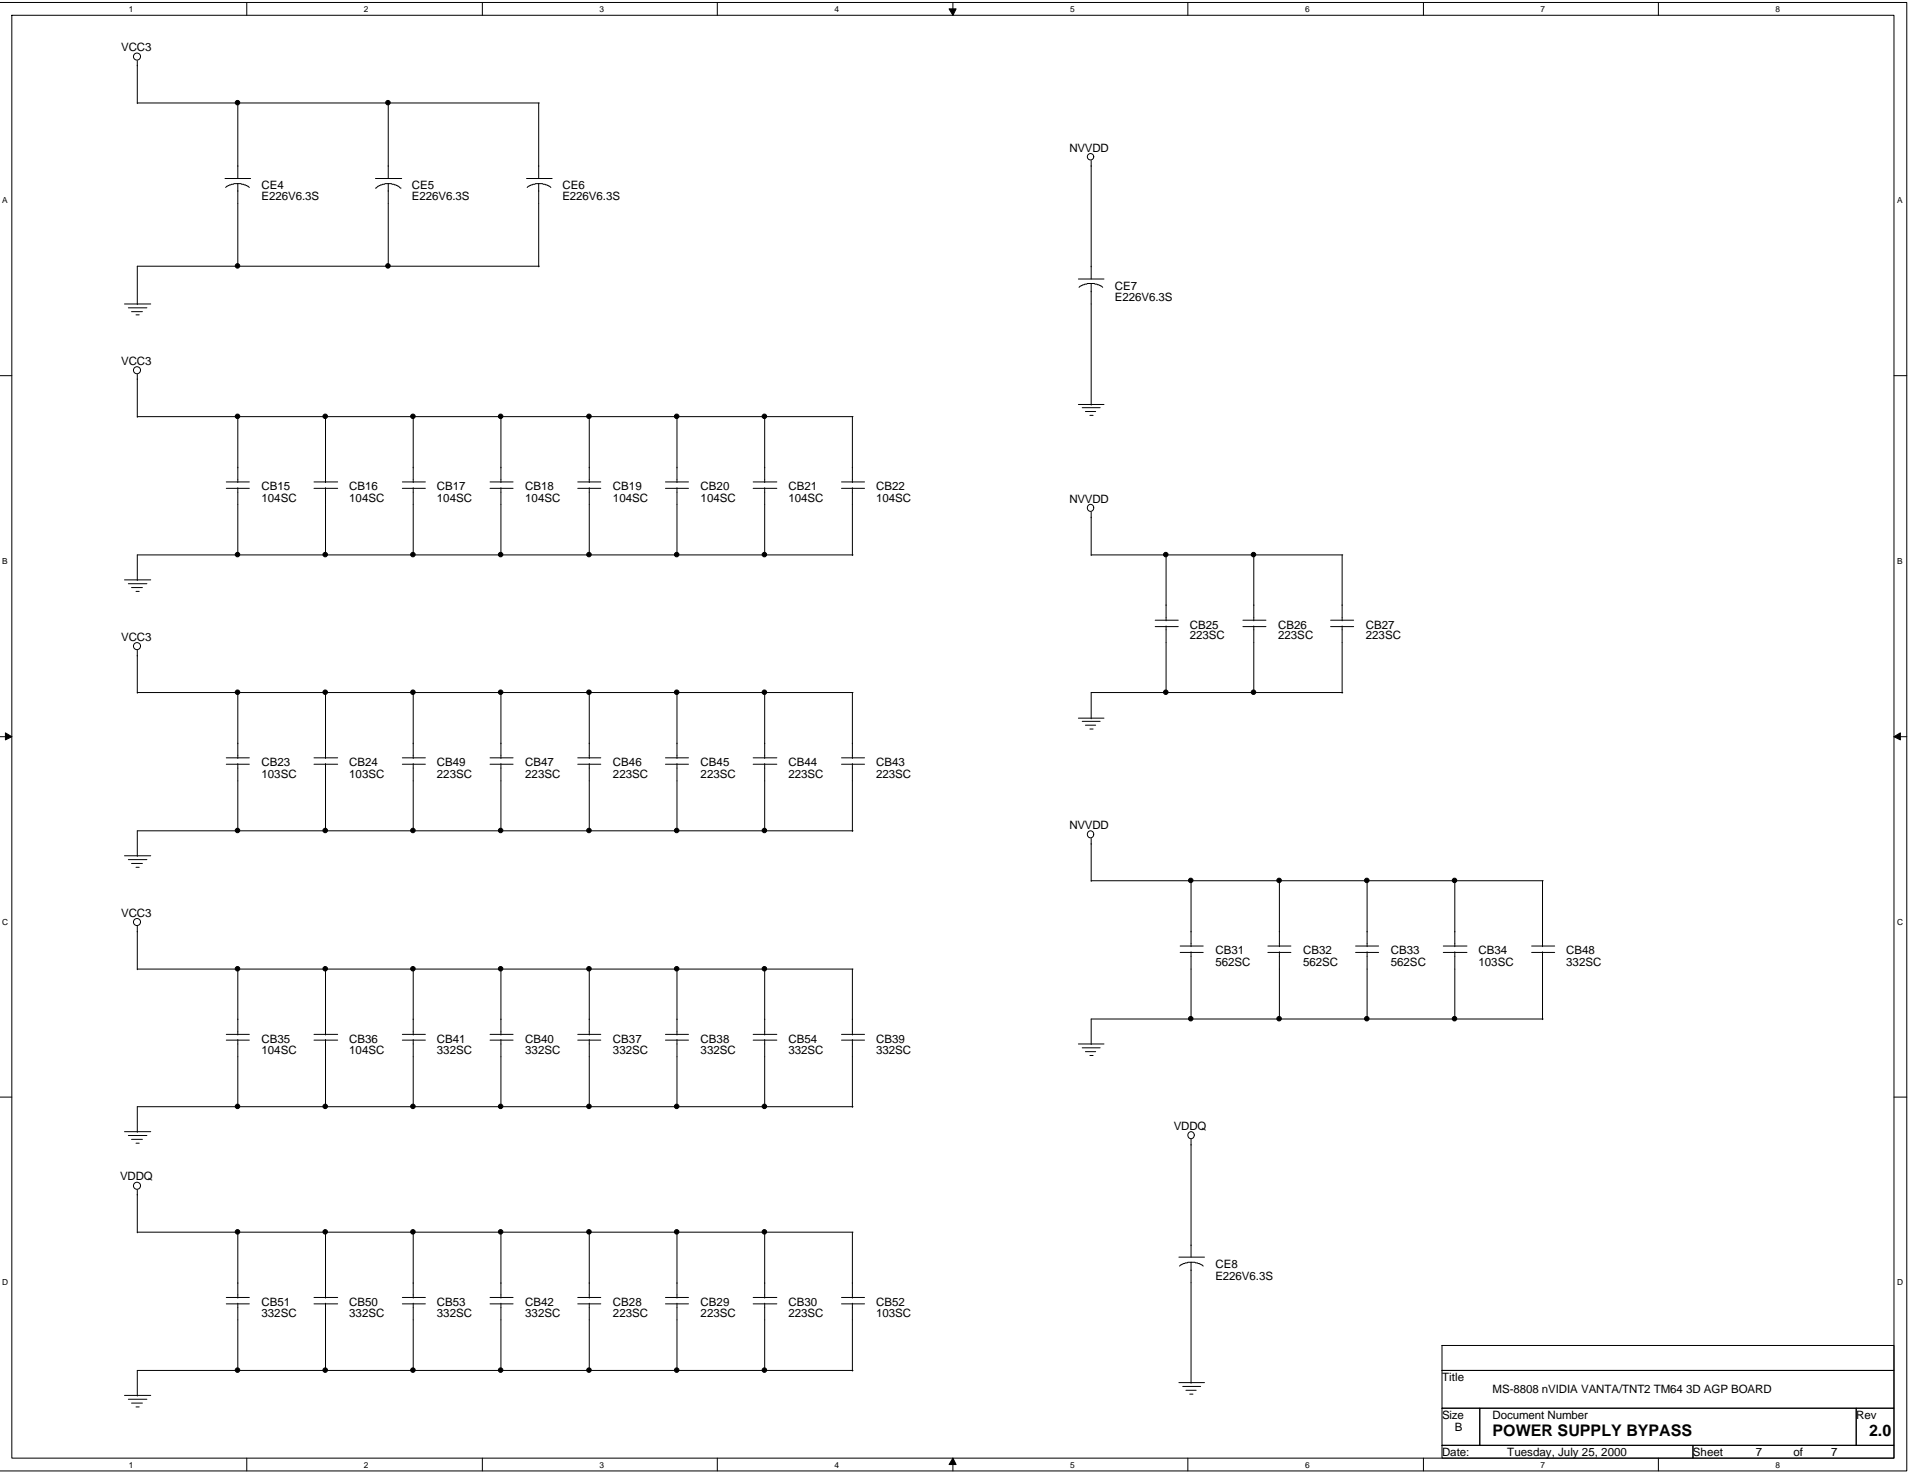 1 2 3 4 5 6 7 8
VCC3
CE4
E226V6.3S
CE5
E226V6.3S
CE6
E226V6.3S
NVVDD
CE7
E226V6.3S
A
A
VCC3
CB15
104SC
CB16
104SC
CB17
104SC
CB18
104SC
CB19
104SC
CB20
104SC
CB21
104SC
CB22
104SC
NVVDD
CB25
223SC
CB26
223SC
CB27
223SC
B
B
VCC3
CB23
103SC
CB24
103SC
CB49
223SC
CB47
223SC
CB46
223SC
CB45
223SC
CB44
223SC
CB43
223SC
NVVDD
CB31
562SC
CB32
562SC
CB33
562SC
CB34
103SC
CB48
332SC
C
C
VCC3
CB35
104SC
CB36
104SC
CB41
332SC
CB40
332SC
CB37
332SC
CB38
332SC
CB54
332SC
CB39
332SC
VDDQ
CE8
E226V6.3S
VDDQ
CB51
332SC
CB50
332SC
CB53
332SC
CB42
332SC
CB28
223SC
CB29
223SC
CB30
223SC
CB52
103SC
D
D
Title
MS-8808 nVIDIA VANTA/TNT2 TM64 3D AGP BOARD
Size
B
Document Number
POWER SUPPLY BYPASS
Rev
2.0
Date: Tuesday, July 25, 2000 Sheet 7 of 7
1 2 3 4 5 6 7 8